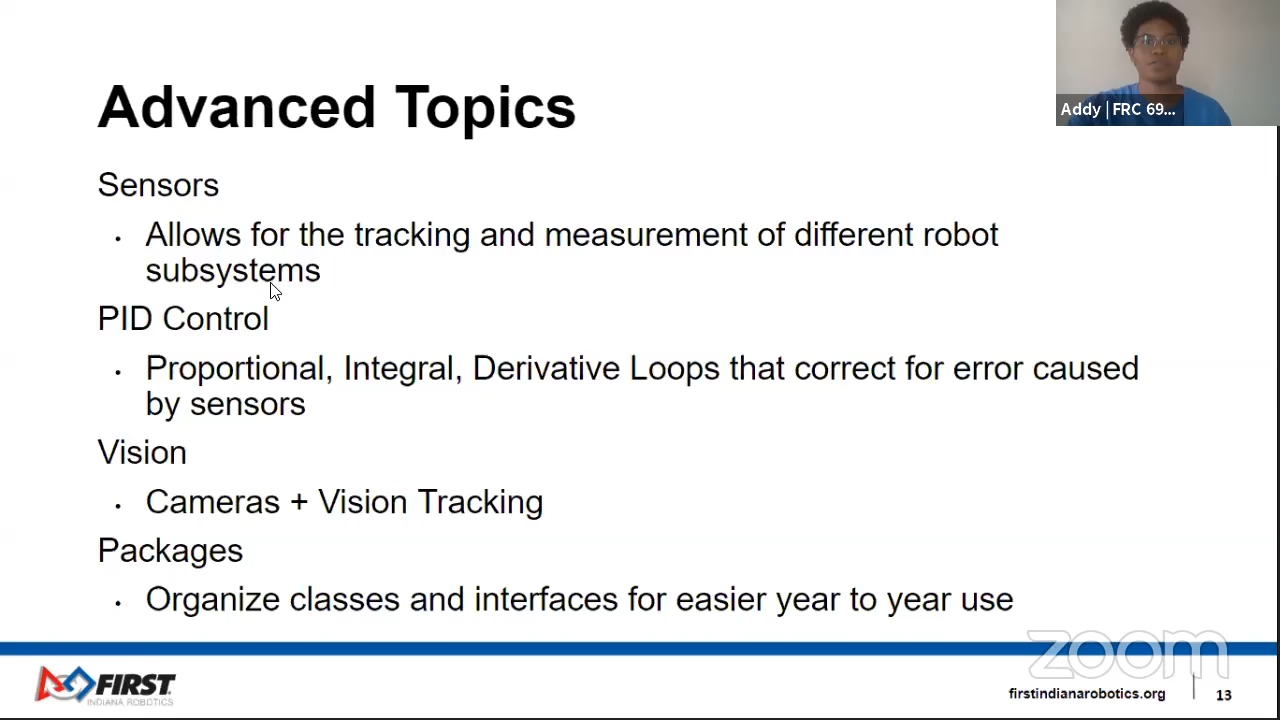 Advanced Topics
Addy | FRC 69...
Sensors
• Allows for the tracking and measurement of different robot
subsystems
PID Control
• Proportional, Integral, Derivative Loops that correct for error caused
by sensors
Vision
• Cameras + Vision Tracking
Packages
• Organize classes and interfaces for easier year to year use
zoom
FIRST
INDIANA ROBOTICS
firstindianarobotics.org | 13